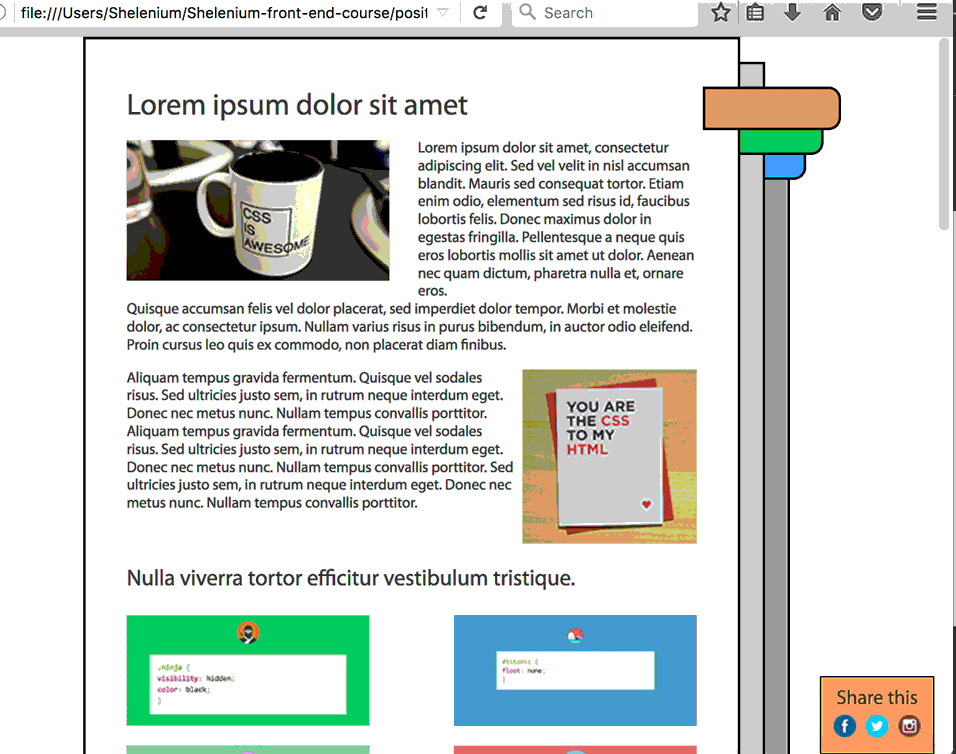 file:///Users/Shelenium/Shelenium-front-end-course/posit
Search
Lorem ipsum dolor sit amet
CSS
IS
AWESOME
Lorem ipsum dolor sit amet, consectetur
adipiscing elit. Sed vel velit in nisl accumsan
blandit. Mauris sed consequat tortor. Etiam
enim odio, elementum sed risus id, faucibus
lobortis felis. Donec maximus dolor in
egestas fringilla. Pellentesque a neque quis
eros lobortis mollis sit amet ut dolor. Aenean
nec quam dictum, pharetra nulla et, ornare
eros.
Quisque accumsan felis vel dolor placerat, sed imperdiet dolor tempor. Morbi et molestie
dolor, ac consectetur ipsum. Nullam varius risus in purus bibendum, in auctor odio eleifend.
Proin cursus leo quis ex commodo, non placerat diam finibus.
Aliquam tempus gravida fermentum. Quisque vel sodales
risus. Sed ultricies justo sem, in rutrum neque interdum eget.
Donec nec metus nunc. Nullam tempus convallis porttitor.
Aliquam tempus gravida fermentum. Quisque vel sodales
risus. Sed ultricies justo sem, in rutrum neque interdum eget.
Donec nec metus nunc. Nullam tempus convallis porttitor. Sed
ultricies justo sem, in rutrum neque interdum eget. Donec nec
metus nunc. Nullam tempus convallis porttitor.
YOU ARE
THE CSS
TO MY
HTML
Nulla viverra tortor efficitur vestibulum tristique.
.ninja {
visibility: hidden;
color: black;
}
#titanic {
float: none;
}
Share this